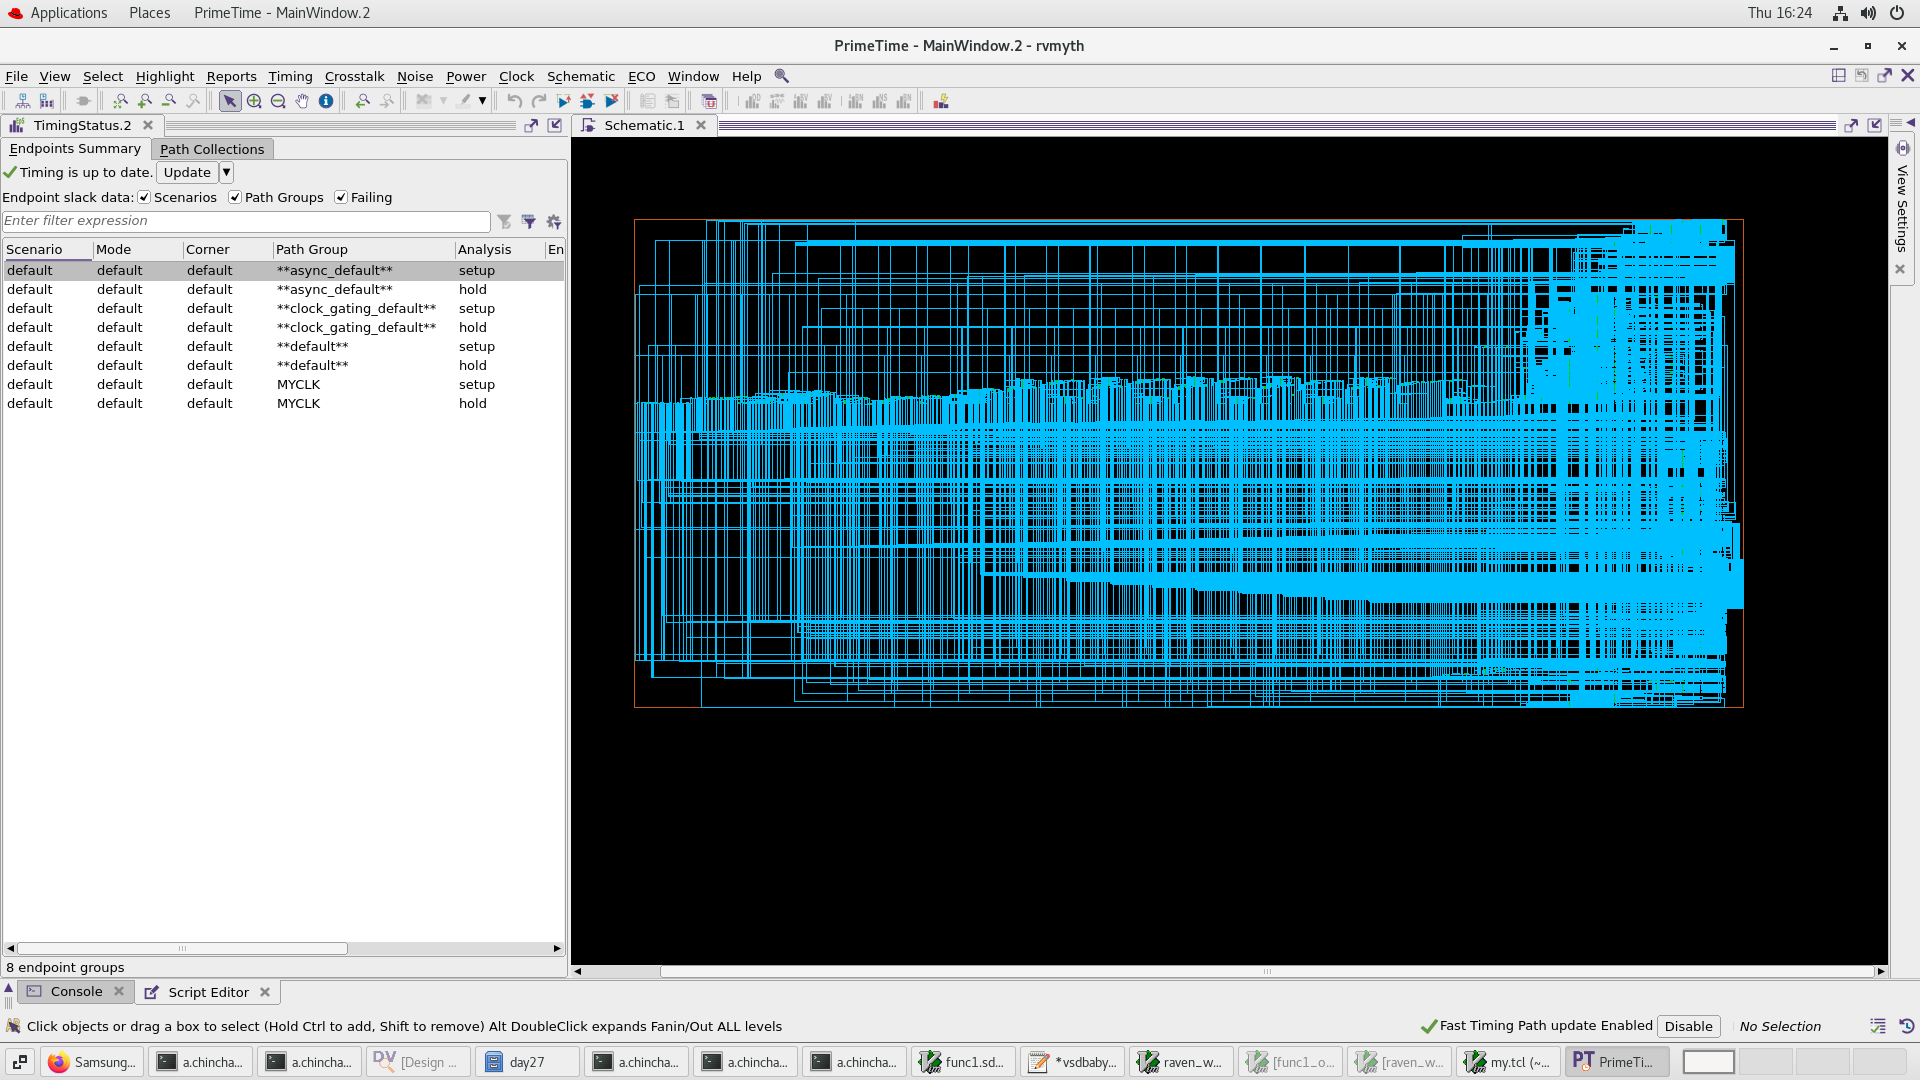 Applications Places PrimeTime - MainWindow.2 Thu 16:24
PrimeTime - MainWindow.2 - rvmyth
File View Select Highlight Reports Timing Crosstalk Noise Power Clock Schematic ECO Window Help
TimingStatus.2
Schematic.1
Endpoints Summary Path Collections
Timing is up to date. Update
Endpoint slack data: Scenarios Path Groups Failing
Enter filter expression
Scenario Mode Corner Path Group Analysis En
default default default **async_default** setup
default default default **async_default** hold
default default default **clock_gating_default** setup
default default default **clock_gating_default** hold
default default default **default** setup
default default default **default** hold
default default default MYCLK setup
default default default MYCLK hold
View Settings
8 endpoint groups
Console Script Editor
Click objects or drag a box to select (Hold Ctrl to add, Shift to remove) Alt DoubleClick expands Fanin/Out ALL levels
Fast Timing Path update Enabled Disable No Selection
Samsung... a.chincha... a.chincha... DV [Design ... day27 a.chincha... a.chincha... a.chincha... func1.sd... *vsdbaby... raven_w... [func1_o... [raven_w... my.tcl (~... PT PrimeTi...